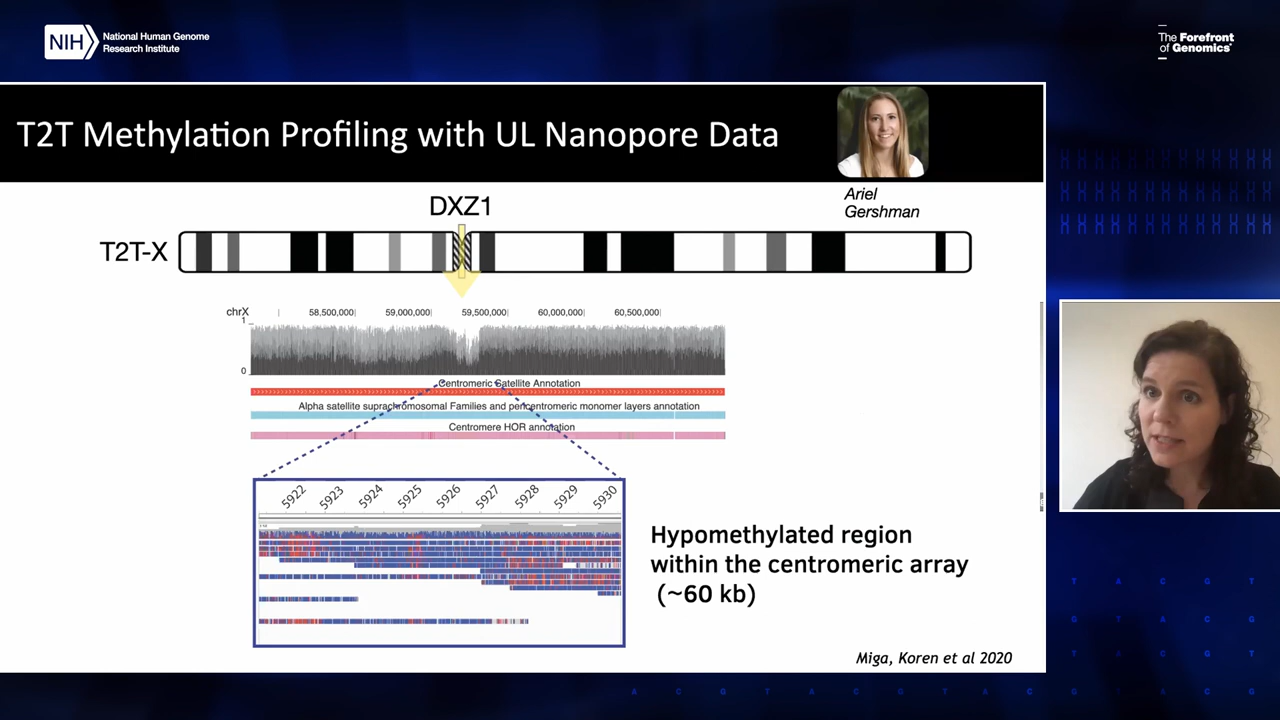 NIH
National Human Genome
Research Institute
The Forefront
of Genomics®
T2T Methylation Profiling with UL Nanopore Data
Ariel
Gershman
DXZ1
T2T-X
chrX
58,500,000
59,000,000
59,500,000
60,000,000
60,500,000
1
0
Centromeric Satellite Annotation
Alpha satellite suprachromosomal Families and pericentromeric monomer layers annotation
Centromere HOR annotation
5922
5923
5924
5925
5926
5927
5928
5929
5930
Hypomethylated region
within the centromeric array
(~60 kb)
Miga, Koren et al 2020
T A C G T
G T A C G
T A C G T
A C G T A C G T A C G T A C G